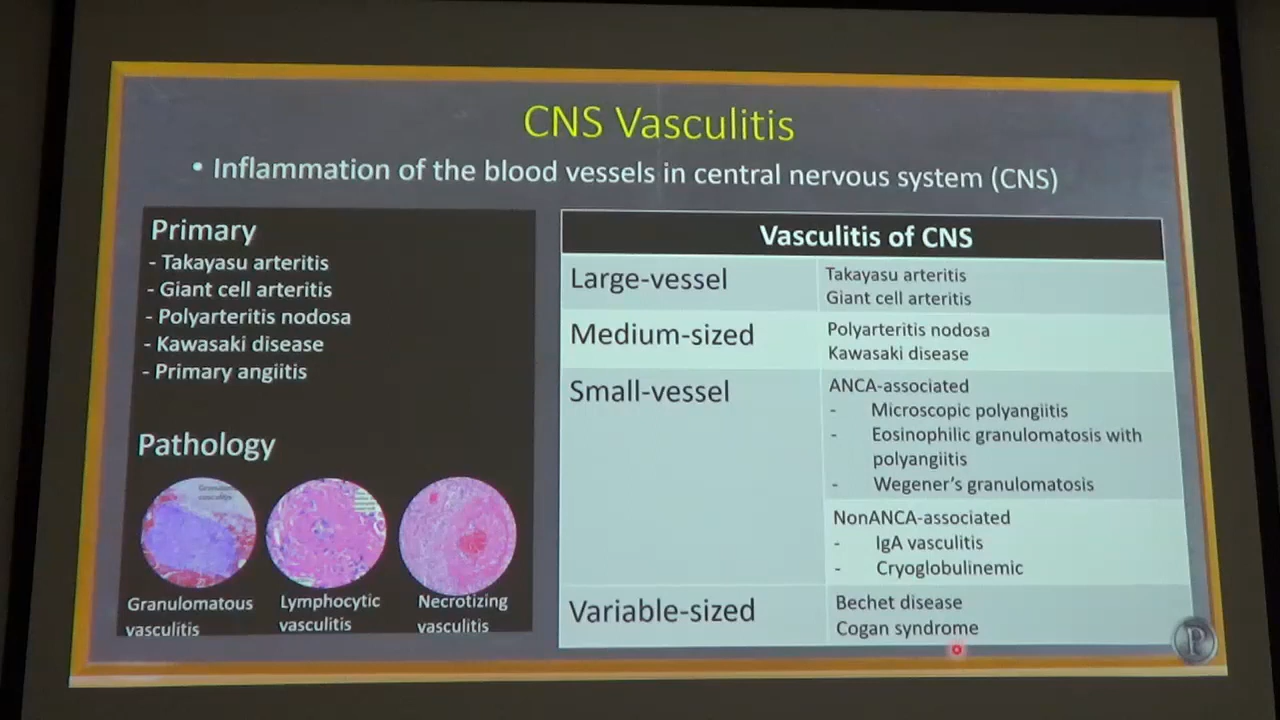 CNS Vasculitis
• Inflammation of the blood vessels in central nervous system (CNS)
Primary
- Takayasu arteritis
- Giant cell arteritis
- Polyarteritis nodosa
- Kawasaki disease
- Primary angiitis
Pathology
Granulomatous
vasculitis
Lymphocytic
vasculitis
Necrotizing
vasculitis
Vasculitis of CNS
Large-vessel
Takayasu arteritis
Giant cell arteritis
Medium-sized
Polyarteritis nodosa
Kawasaki disease
Small-vessel
ANCA-associated
- Microscopic polyangiitis
- Eosinophilic granulomatosis with
polyangiitis
- Wegener's granulomatosis
NonANCA-associated
- IgA vasculitis
- Cryoglobulinemic
Variable-sized
Bechet disease
Cogan syndrome
P